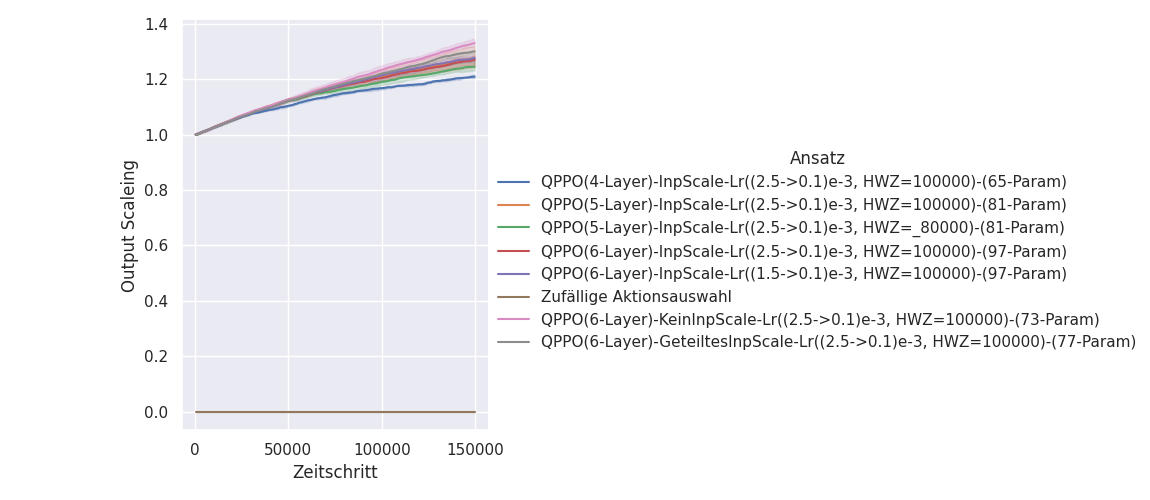 1.4
1.2
1.0
0.8
0.6
0.4
0.2
0.0
Output Scaleing
0
50000
100000
150000
Zeitschritt
Ansatz
QPPO(4-Layer)-InpScale-Lr((2.5->0.1)e-3, HWZ=100000)-(65-Param)
QPPO(5-Layer)-InpScale-Lr((2.5->0.1)e-3, HWZ=100000)-(81-Param)
QPPO(5-Layer)-InpScale-Lr((2.5->0.1)e-3, HWZ=_80000)-(81-Param)
QPPO(6-Layer)-InpScale-Lr((2.5->0.1)e-3, HWZ=100000)-(97-Param)
QPPO(6-Layer)-InpScale-Lr((1.5->0.1)e-3, HWZ=100000)-(97-Param)
Zufällige Aktionsauswahl
QPPO(6-Layer)-KeinInpScale-Lr((2.5->0.1)e-3, HWZ=100000)-(73-Param)
QPPO(6-Layer)-GeteiltesInpScale-Lr((2.5->0.1)e-3, HWZ=100000)-(77-Param)